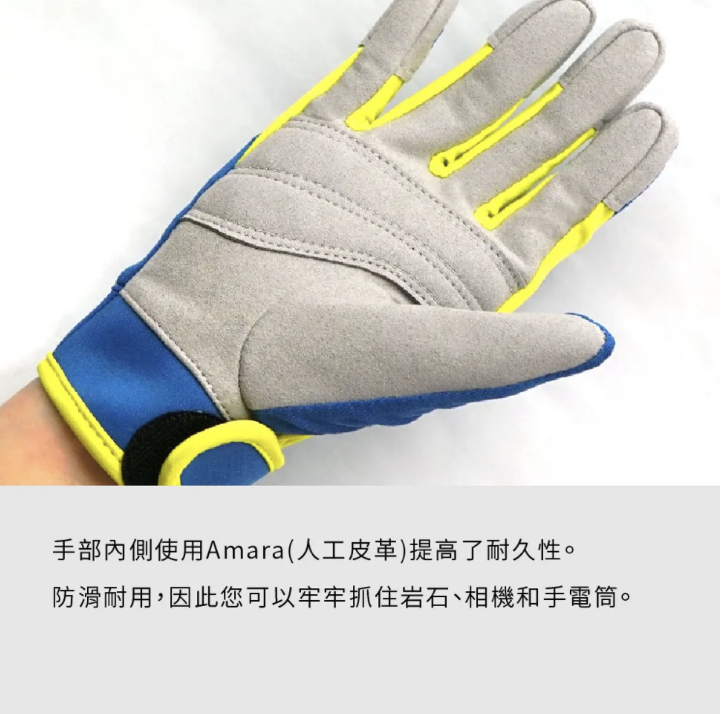 手部內側使用Amara(人工皮革)提高了耐久性。
防滑耐用，因此您可以牢牢抓住岩石、相機和手電筒。